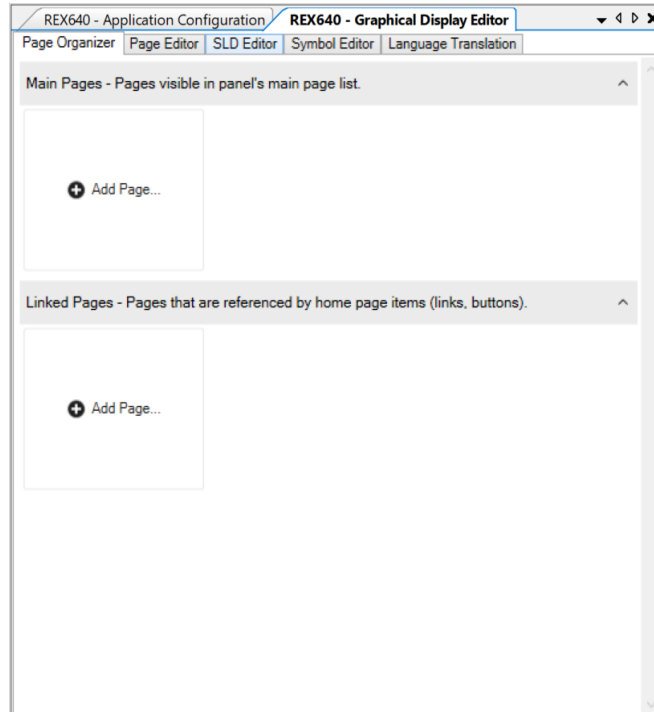 REX640 - Application Configuration REX640 - Graphical Display Editor
Page Organizer Page Editor SLD Editor Symbol Editor Language Translation
Main Pages - Pages visible in panel's main page list.
Add Page...
Linked Pages - Pages that are referenced by home page items (links, buttons).
Add Page...